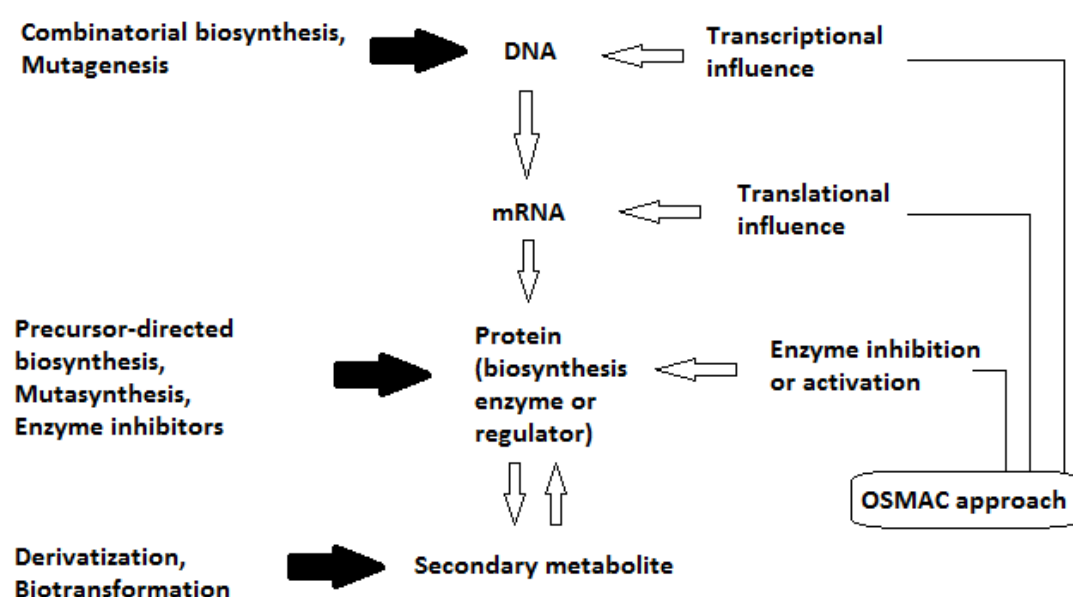 Combinatorial biosynthesis,
Mutagenesis
DNA
Transcriptional
influence
mRNA
Translational
influence
Precursor-directed
biosynthesis,
Mutasynthesis,
Enzyme inhibitors
Protein
(biosynthesis
enzyme or
regulator)
Enzyme inhibition
or activation
OSMAC approach
Derivatization,
Biotransformation
Secondary metabolite